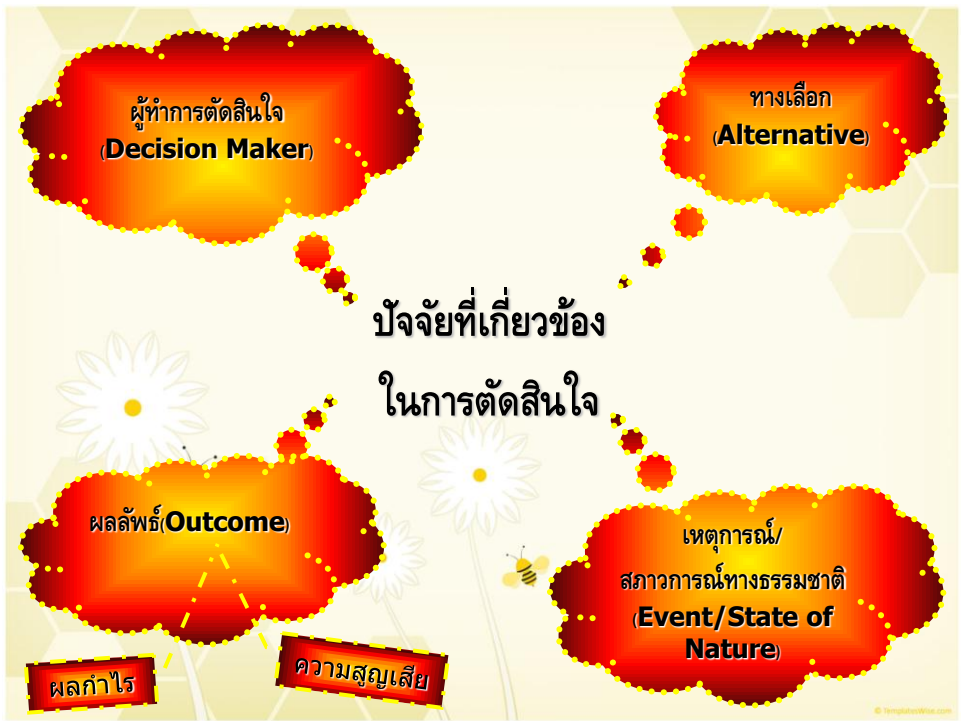 ผู้ทำการตัดสินใจ
(Decision Maker)
ทางเลือก
(Alternative)
ปัจจัยที่เกี่ยวข้อง
ในการตัดสินใจ
ผลลัพธ์(Outcome)
ผลกำไร
ความสูญเสีย
เหตุการณ์/
สภาวการณ์ทางธรรมชาติ
(Event/State of
Nature)
© TemplatesWise.com